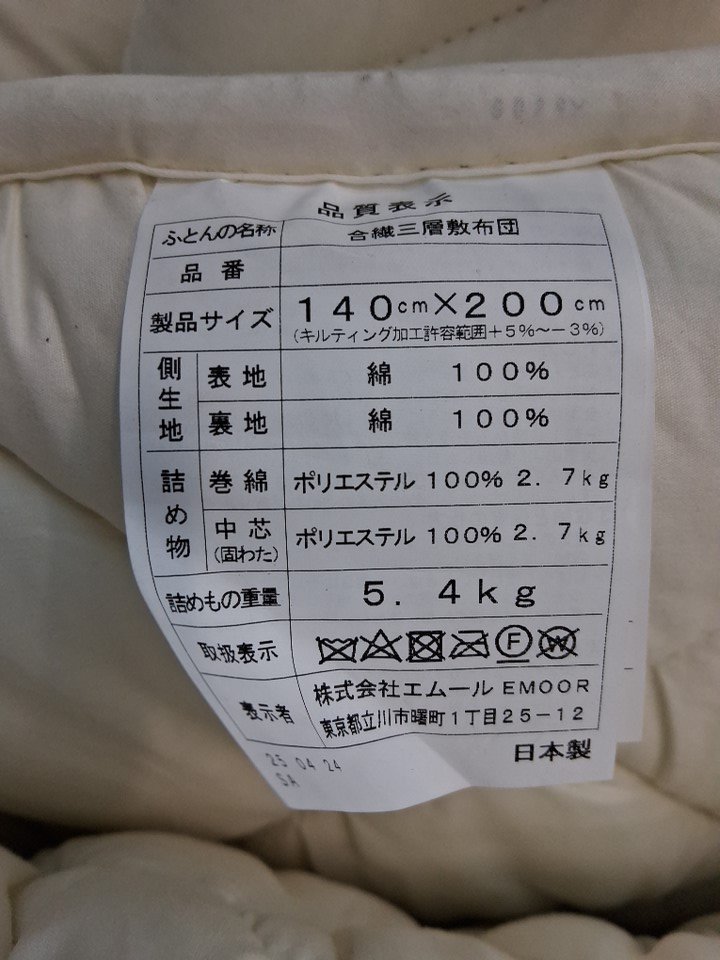 品質表示
ふとんの名称 合繊三層敷布団
品番
製品サイズ 140cm×200cm
(キルティング加工許容範囲+5%~-3%)
側生地 表地 綿 100%
裏地 綿 100%
詰め物 巻綿 ポリエステル 100% 2.7kg
中芯 (固わた) ポリエステル 100% 2.7kg
詰めもの重量 5.4kg
取扱表示 F W
表示者 株式会社エムール EMOOR
東京都立川市曙町1丁目25-12
日本製
25 04 24
SA